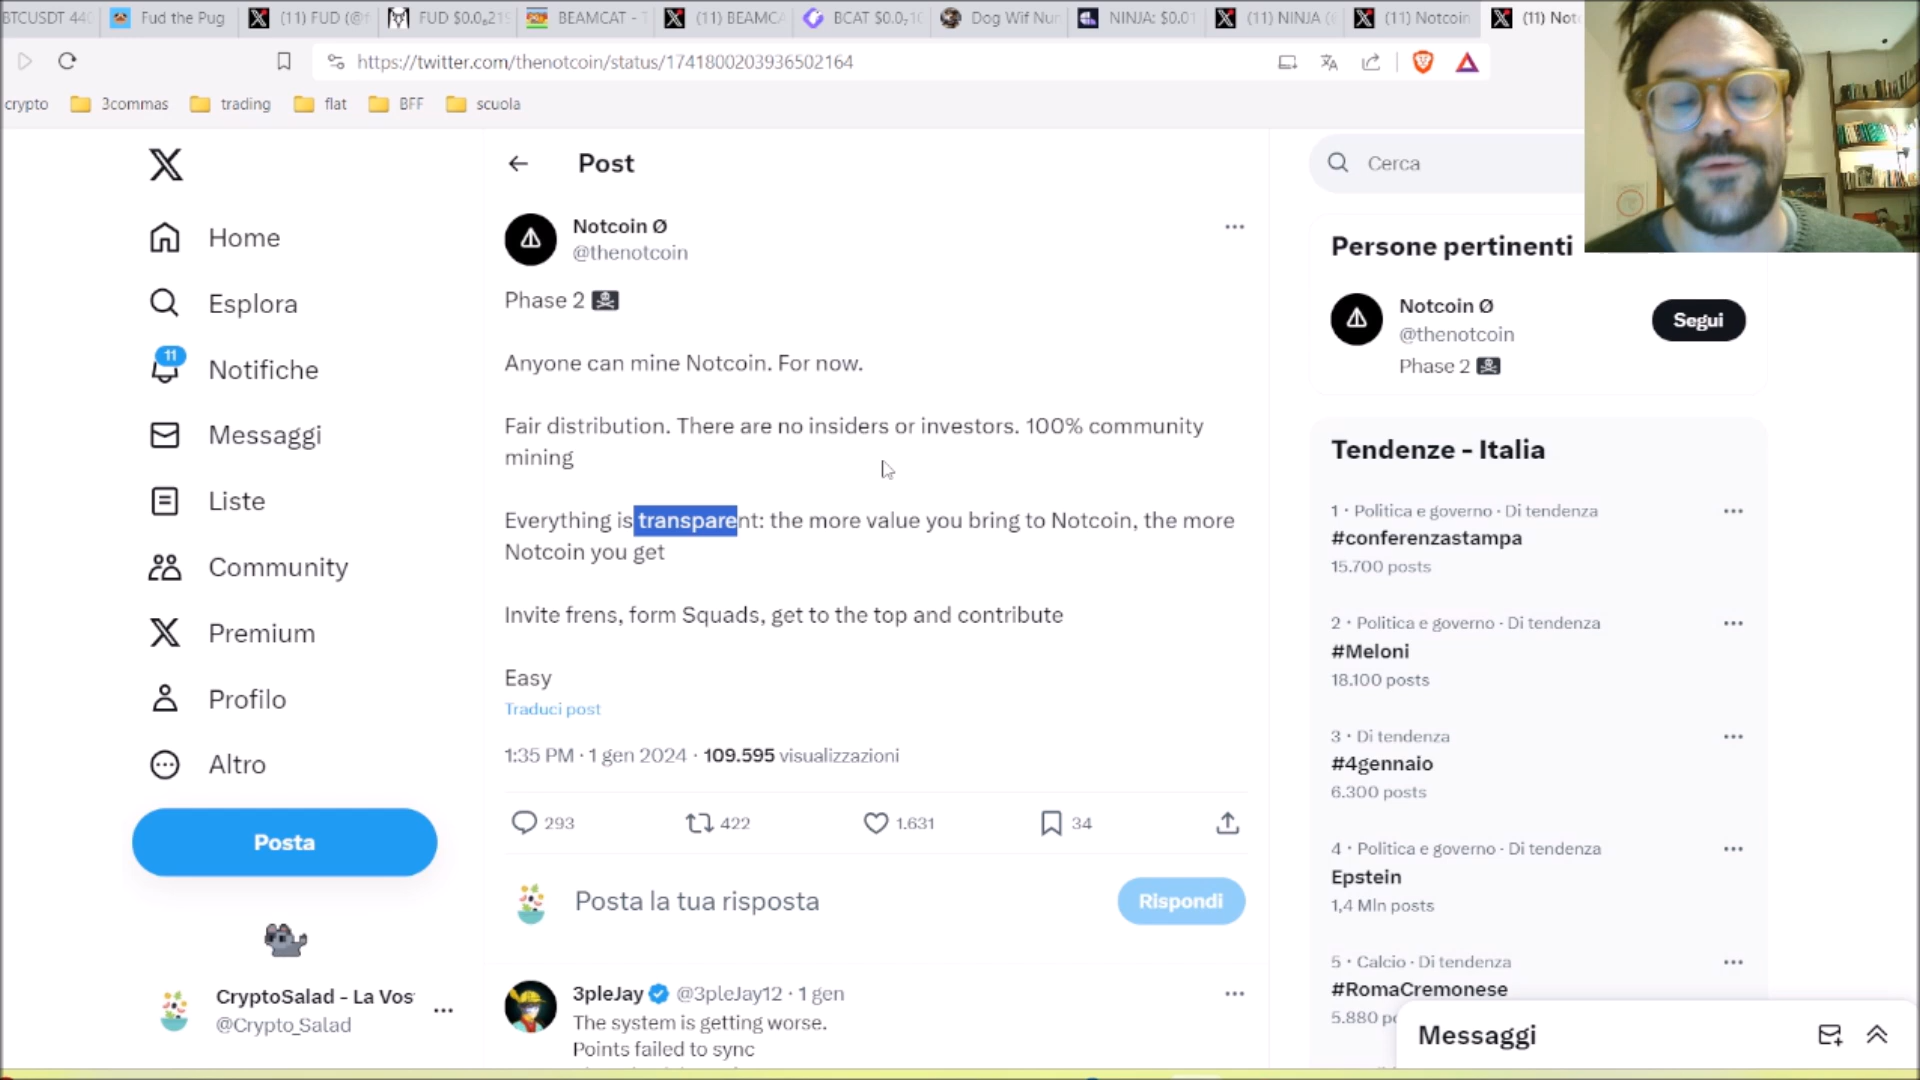 BTCUSDT 44
Fud the Pug
(11) FUD (@
FUD $0.0₈21
BEAMCAT -
(11) BEAMCA
BCAT $0.0₇1
Dog Wif Nu
NINJA: $0.0
(11) NINJA (
(11) Notcoin
(11) Not
https://twitter.com/thenotcoin/status/1741800203936502164
crypto
3commas
trading
flat
BFF
scuola
Post
Cerca
Home
Esplora
11
Notifiche
Messaggi
Liste
Community
Premium
Profilo
Altro
Posta
CryptoSalad - La Vos
@Crypto_Salad
Notcoin Ø
@thenotcoin
Phase 2
Anyone can mine Notcoin. For now.
Fair distribution. There are no insiders or investors. 100% community
mining
Everything is transparent: the more value you bring to Notcoin, the more
Notcoin you get
Invite frens, form Squads, get to the top and contribute
Easy
Traduci post
1:35 PM · 1 gen 2024 · 109.595 visualizzazioni
293
422
1.631
34
Posta la tua risposta
Rispondi
3pleJay @3pleJay12 · 1 gen
The system is getting worse.
Points failed to sync
Persone pertinenti
Notcoin Ø
@thenotcoin
Segui
Phase 2
Tendenze - Italia
1 · Politica e governo · Di tendenza
#conferenzastampa
15.700 posts
2 · Politica e governo · Di tendenza
#Meloni
18.100 posts
3 · Di tendenza
#4gennaio
6.300 posts
4 · Politica e governo · Di tendenza
Epstein
1,4 Mln posts
5 · Calcio · Di tendenza
#RomaCremonese
5.880 po
Messaggi